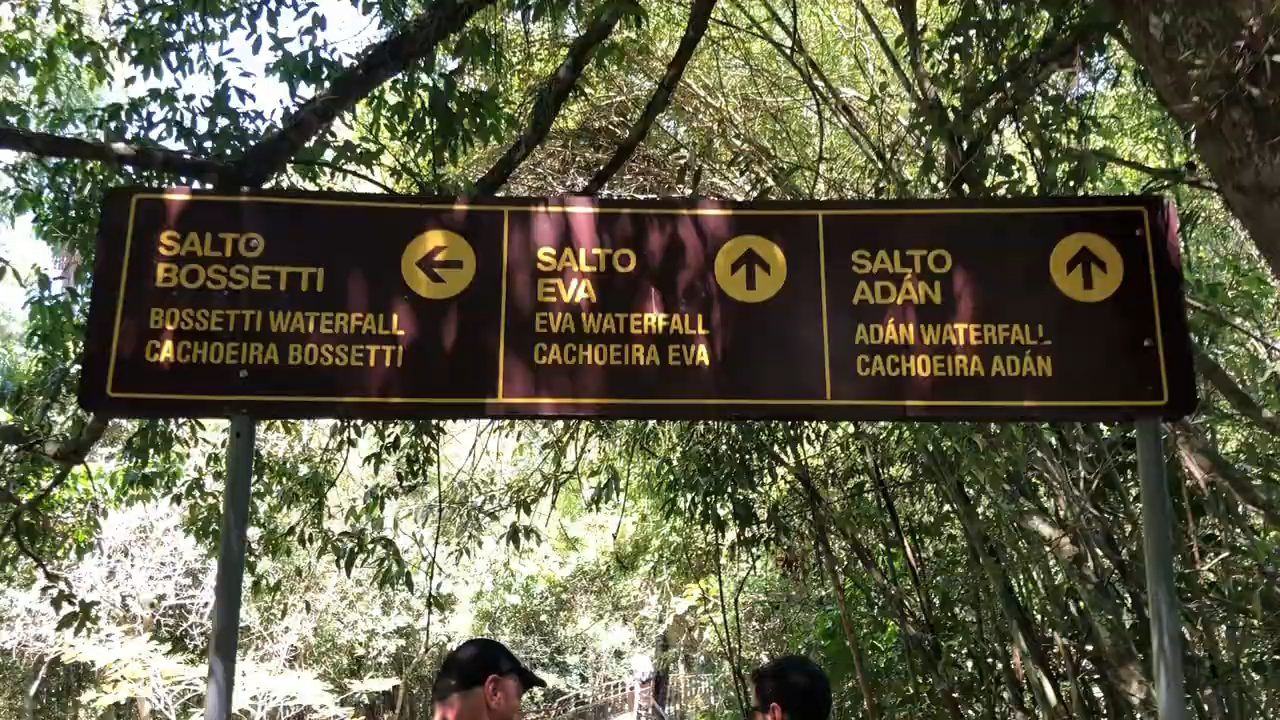 SALTO
BOSSETTI
BOSSETTI WATERFALL
CACHOEIRA BOSSETTI
SALTO
EVA
EVA WATERFALL
CACHOEIRA EVA
SALTO
ADÁN
ADÁN WATERFALL
CACHOEIRA ADÁN